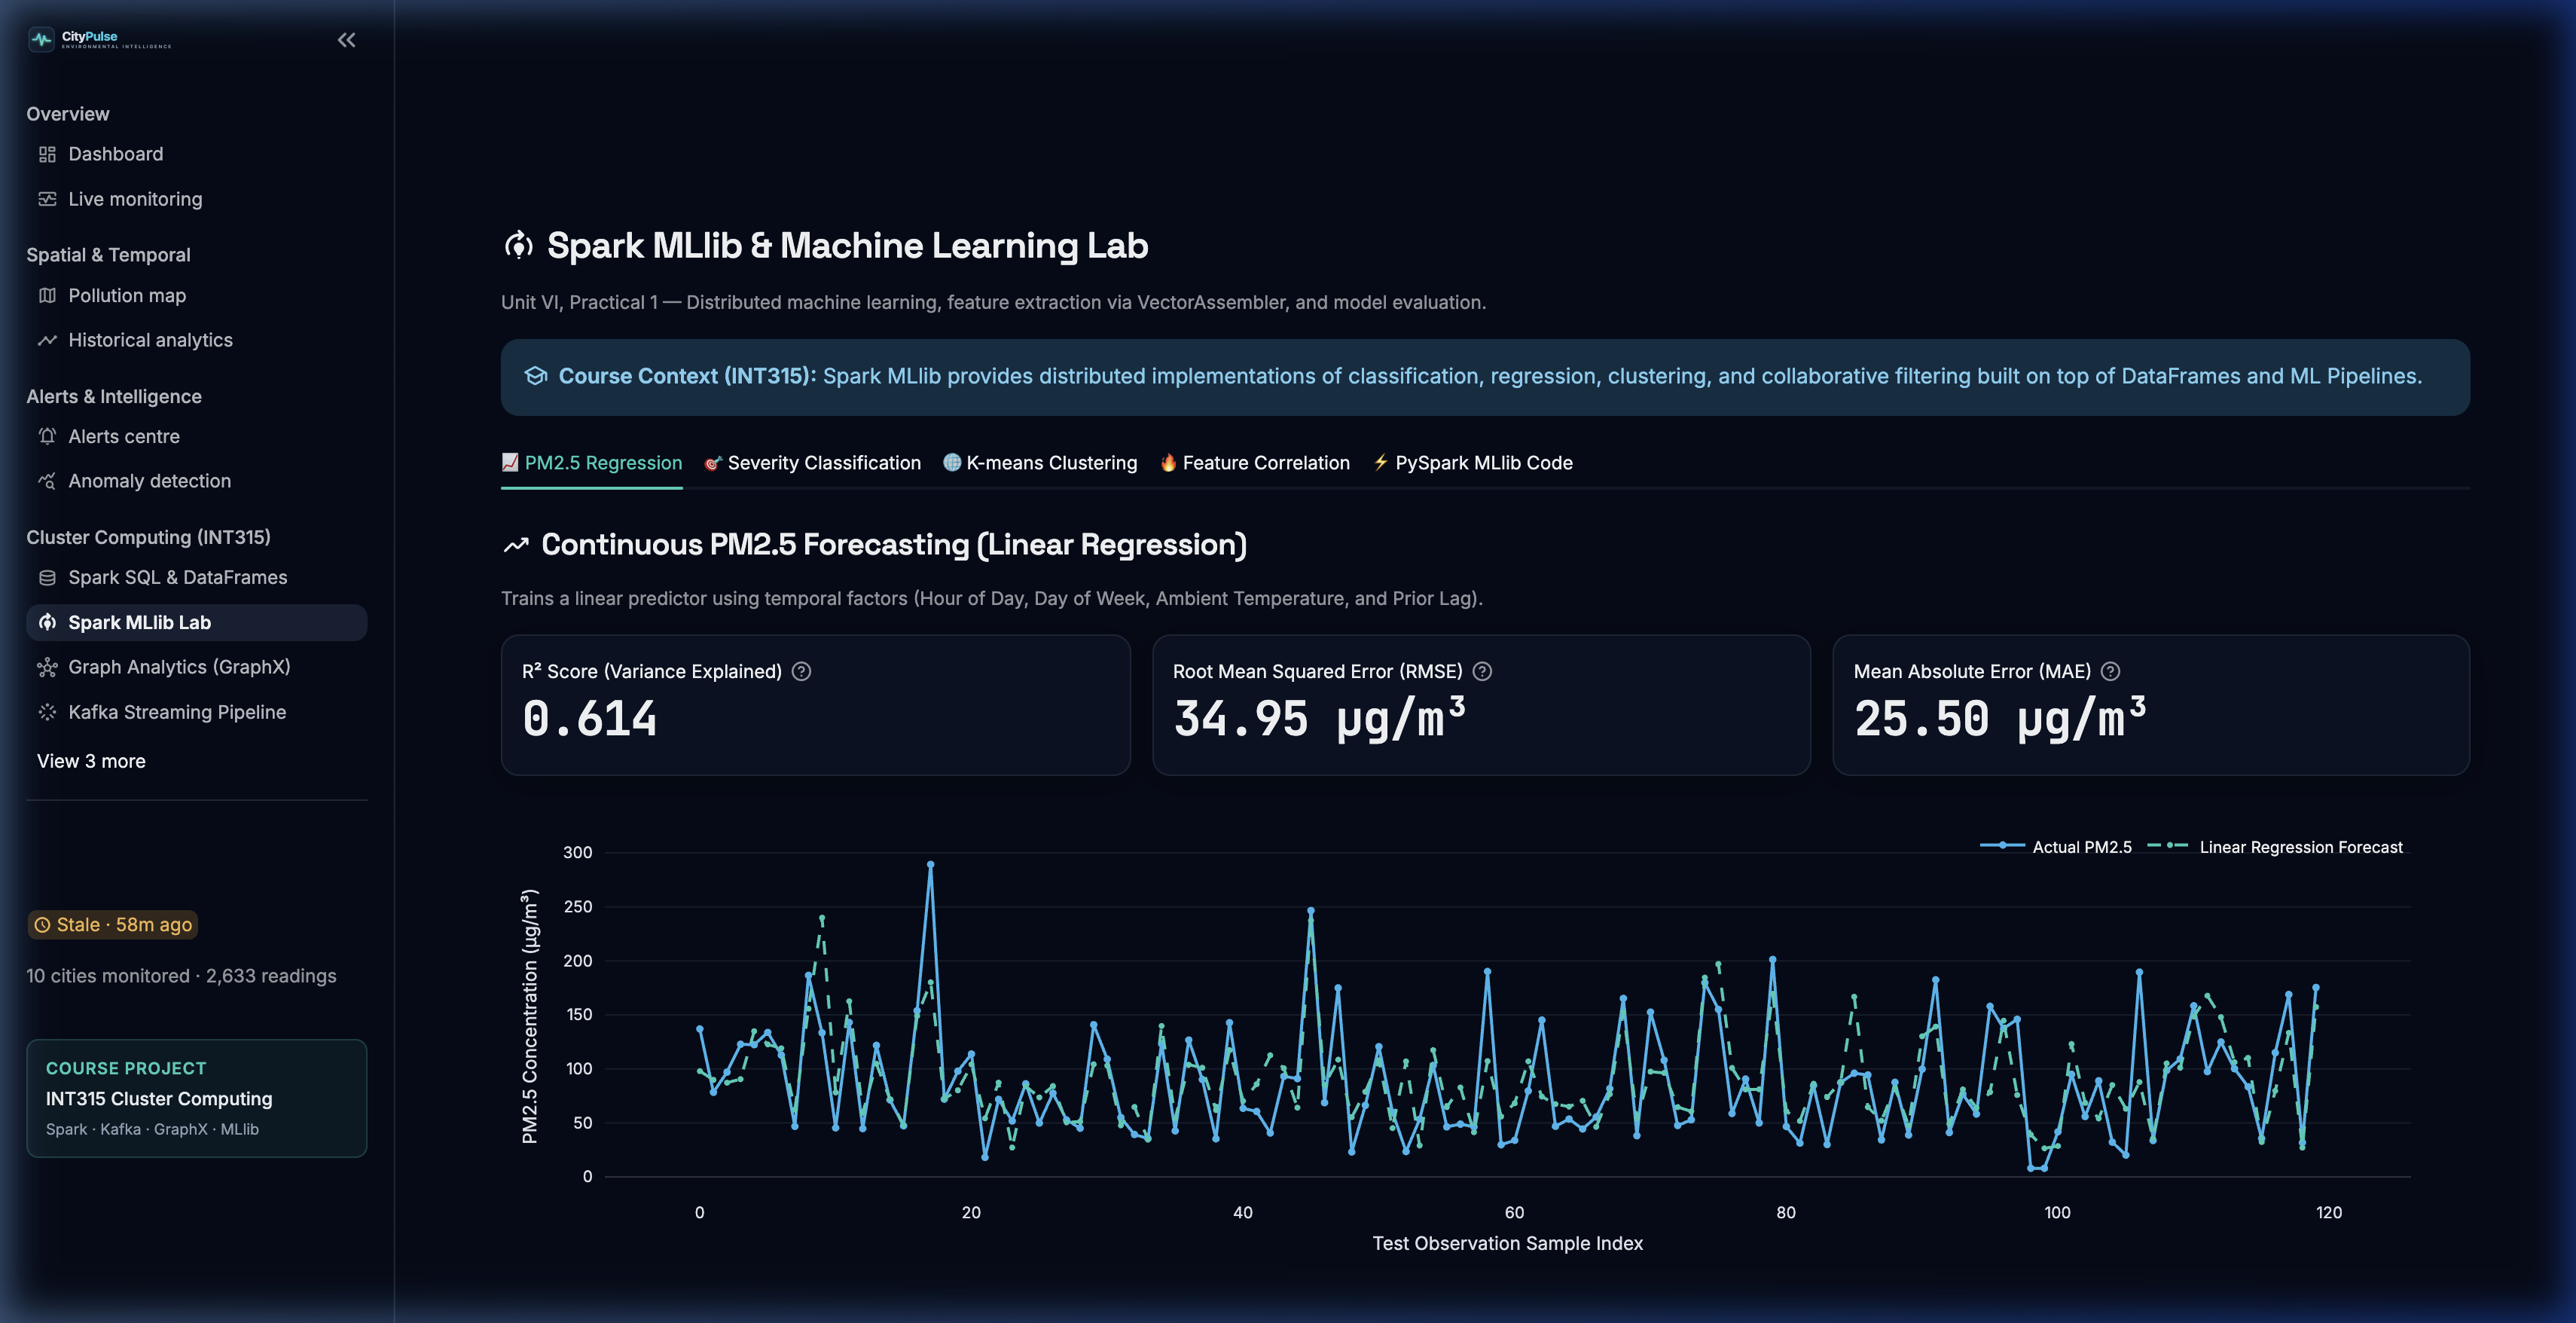 CityPulse
ENVIRONMENTAL INTELLIGENCE
Overview
Dashboard
Live monitoring
Spatial & Temporal
Pollution map
Historical analytics
Alerts & Intelligence
Alerts centre
Anomaly detection
Cluster Computing (INT315)
Spark SQL & DataFrames
Spark MLlib Lab
Graph Analytics (GraphX)
Kafka Streaming Pipeline
View 3 more
Stale · 58m ago
10 cities monitored · 2,633 readings
COURSE PROJECT
INT315 Cluster Computing
Spark · Kafka · GraphX · MLlib
Spark MLlib & Machine Learning Lab
Unit VI, Practical 1 — Distributed machine learning, feature extraction via VectorAssembler, and model evaluation.
Course Context (INT315): Spark MLlib provides distributed implementations of classification, regression, clustering, and collaborative filtering built on top of DataFrames and ML Pipelines.
PM2.5 Regression Severity Classification K-means Clustering Feature Correlation PySpark MLlib Code
Continuous PM2.5 Forecasting (Linear Regression)
Trains a linear predictor using temporal factors (Hour of Day, Day of Week, Ambient Temperature, and Prior Lag).
R² Score (Variance Explained)
0.614
Root Mean Squared Error (RMSE)
34.95 µg/m³
Mean Absolute Error (MAE)
25.50 µg/m³
Actual PM2.5 Linear Regression Forecast
PM2.5 Concentration (µg/m³)
300
250
200
150
100
50
0
0 20 40 60 80 100 120
Test Observation Sample Index